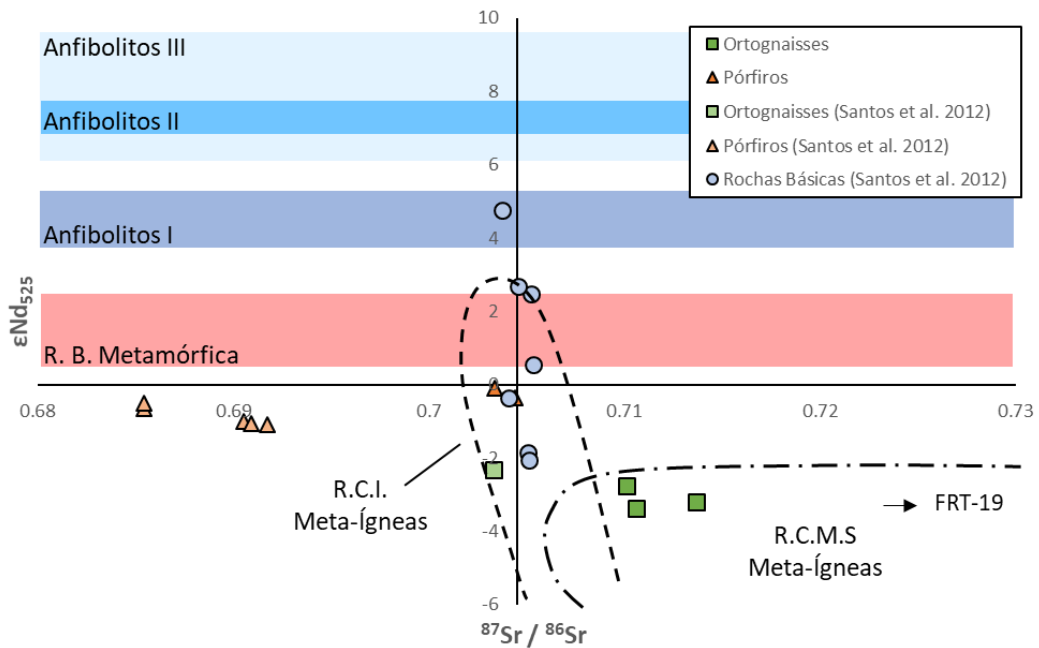 10
Anfibolitos III
Ortognaisses
Pórfiros
8
Anfibolitos II
Ortognaisses (Santos et al. 2012)
Pórfiros (Santos et al. 2012)
6
Rochas Básicas (Santos et al. 2012)
Anfibolitos I
4
εNd525
2
R. B. Metamórfica
0
0.68
0.69
0.7
0.71
0.72
0.73
-2
R.C.I.
Meta-Ígneas
FRT-19
-4
R.C.M.S
Meta-Ígneas
-6
87Sr / 86Sr